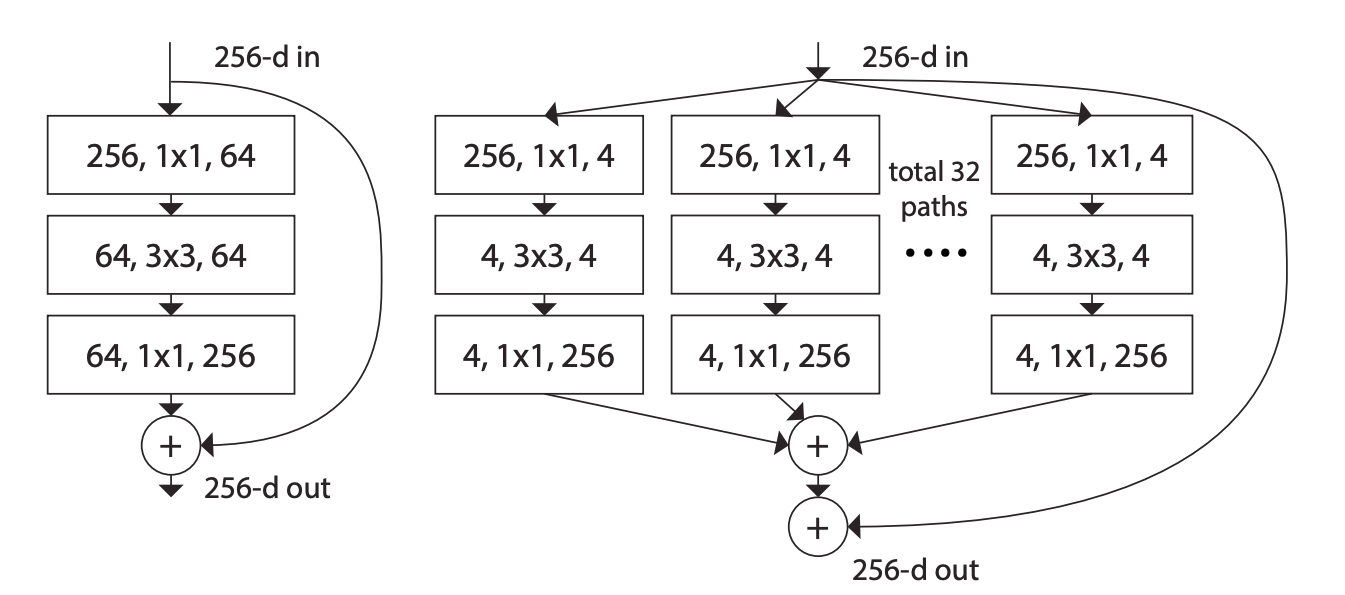 256-d in
256, 1x1, 64
64, 3x3, 64
64, 1x1, 256
+
256-d out
256-d in
256, 1x1, 4
256, 1x1, 4
total 32
paths
256, 1x1, 4
4, 3x3, 4
4, 3x3, 4
....
4, 3x3, 4
4, 1x1, 256
4, 1x1, 256
4, 1x1, 256
+
+
256-d out